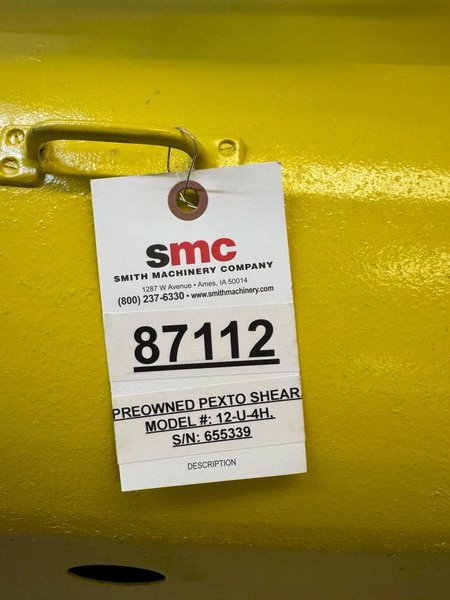 smc
SMITH MACHINERY COMPANY
1287 W Avenue • Ames, IA 50014
(800) 237-6330 • www.smithmachinery.com
87112
PREOWNED PEXTO SHEAR,
MODEL #: 12-U-4H,
S/N: 655339
DESCRIPTION